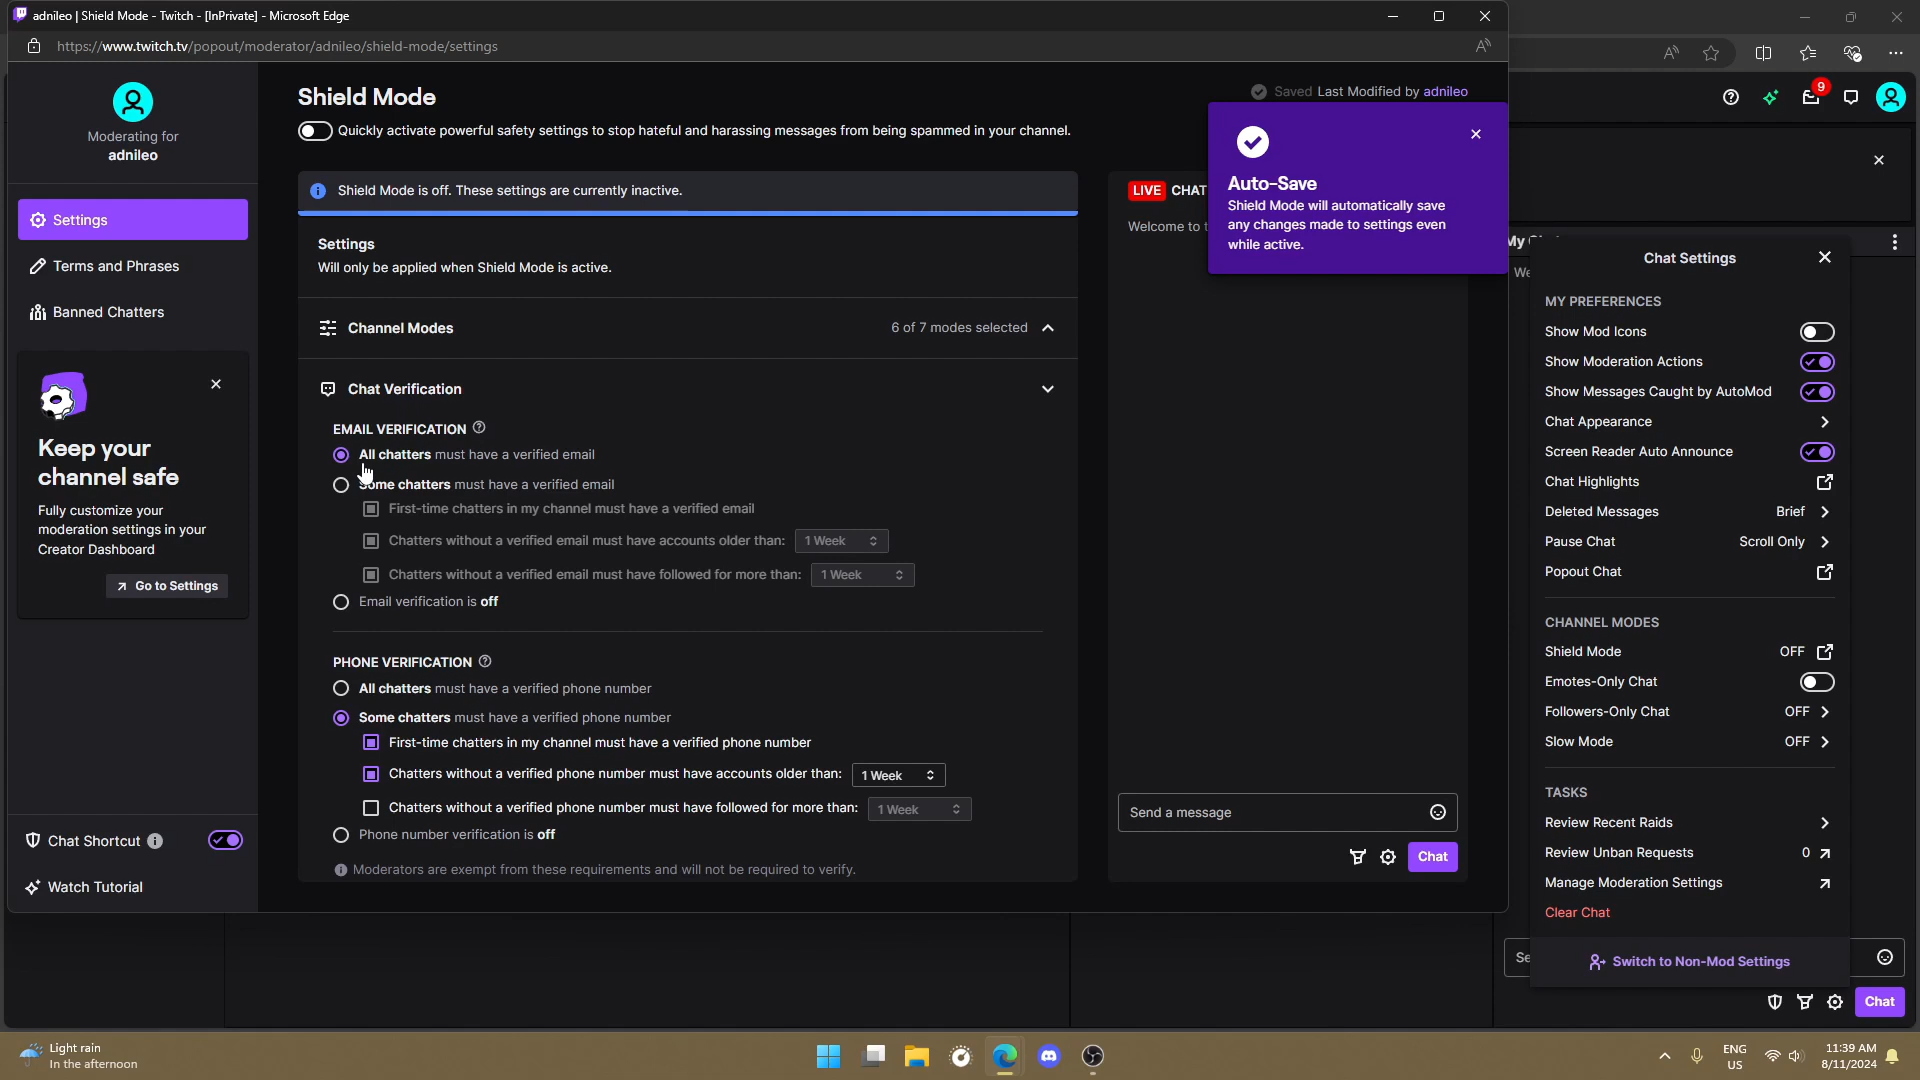 adnileo | Shield Mode - Twitch - [InPrivate] - Microsoft Edge
https://www.twitch.tv/popout/moderator/adnileo/shield-mode/settings
Moderating for
adnileo
Settings
Terms and Phrases
Banned Chatters
Keep your
channel safe
Fully customize your
moderation settings in your
Creator Dashboard
Go to Settings
Chat Shortcut
Watch Tutorial
Shield Mode
Saved Last Modified by adnileo
Quickly activate powerful safety settings to stop hateful and harassing messages from being spammed in your channel.
Shield Mode is off. These settings are currently inactive.
Settings
Will only be applied when Shield Mode is active.
Channel Modes 6 of 7 modes selected
Chat Verification
EMAIL VERIFICATION
All chatters must have a verified email
Some chatters must have a verified email
First-time chatters in my channel must have a verified email
Chatters without a verified email must have accounts older than: 1 Week
Chatters without a verified email must have followed for more than: 1 Week
Email verification is off
PHONE VERIFICATION
All chatters must have a verified phone number
Some chatters must have a verified phone number
First-time chatters in my channel must have a verified phone number
Chatters without a verified phone number must have accounts older than: 1 Week
Chatters without a verified phone number must have followed for more than: 1 Week
Phone number verification is off
Moderators are exempt from these requirements and will not be required to verify.
LIVE CHAT
Welcome to t
Auto-Save
Shield Mode will automatically save
any changes made to settings even
while active.
Send a message
Chat
9
My
We
Chat Settings
MY PREFERENCES
Show Mod Icons
Show Moderation Actions
Show Messages Caught by AutoMod
Chat Appearance
Screen Reader Auto Announce
Chat Highlights
Deleted Messages Brief
Pause Chat Scroll Only
Popout Chat
CHANNEL MODES
Shield Mode OFF
Emotes-Only Chat
Followers-Only Chat OFF
Slow Mode OFF
TASKS
Review Recent Raids
Review Unban Requests 0
Manage Moderation Settings
Clear Chat
Switch to Non-Mod Settings
Se
Chat
Light rain
In the afternoon
ENG
US
11:39 AM
8/11/2024